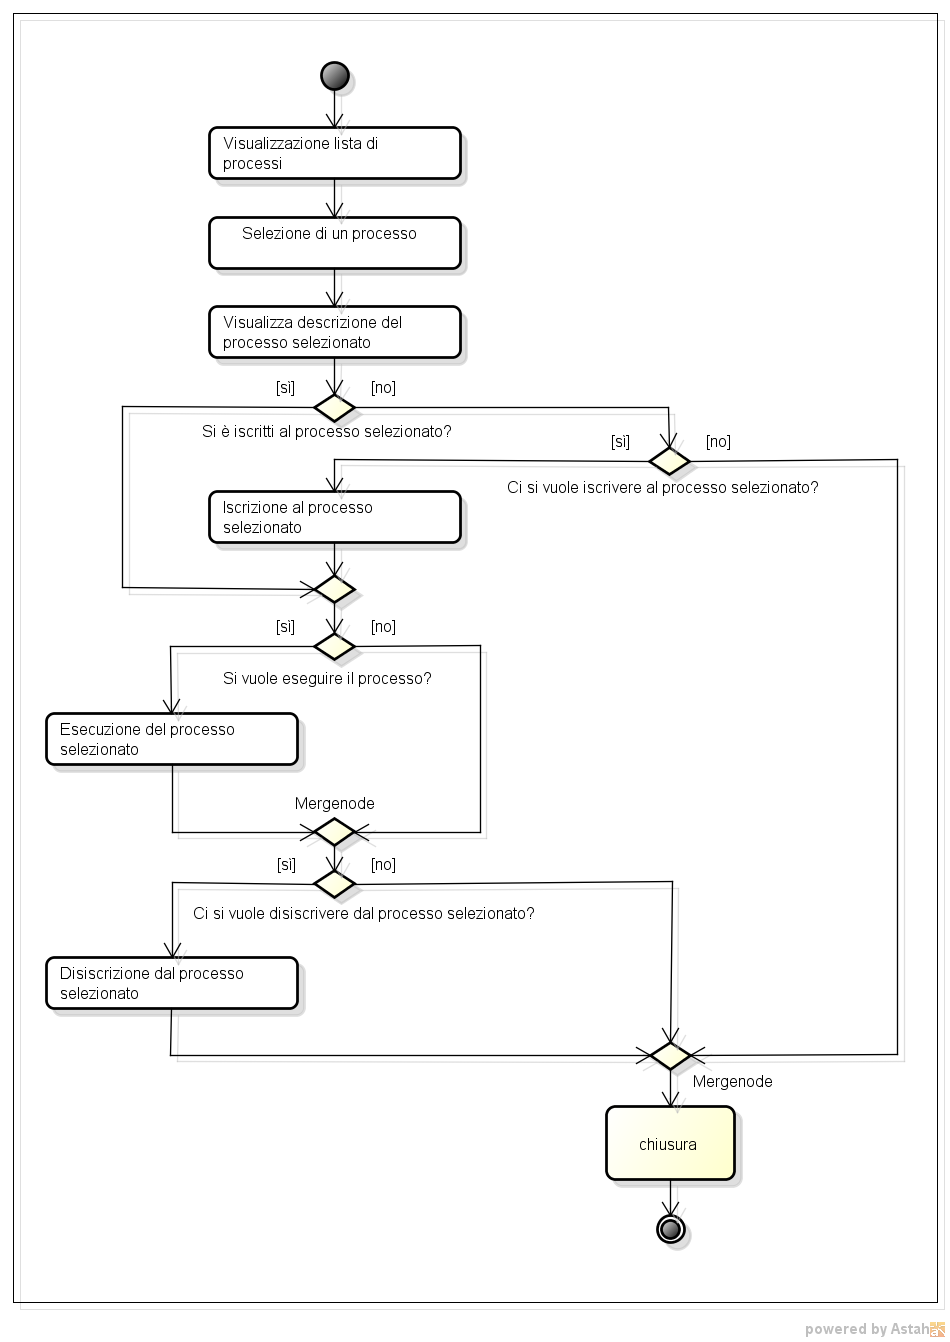 Visualizzazione lista di
processi
Selezione di un processo
Visualizza descrizione del
processo selezionato
[sì] [no]
Si è iscritti al processo selezionato?
[sì] [no]
Ci si vuole iscrivere al processo selezionato?
Iscrizione al processo
selezionato
[sì] [no]
Si vuole eseguire il processo?
Esecuzione del processo
selezionato
Mergenode
[sì] [no]
Ci si vuole disiscrivere dal processo selezionato?
Disiscrizione dal processo
selezionato
Mergenode
chiusura
powered by Astah